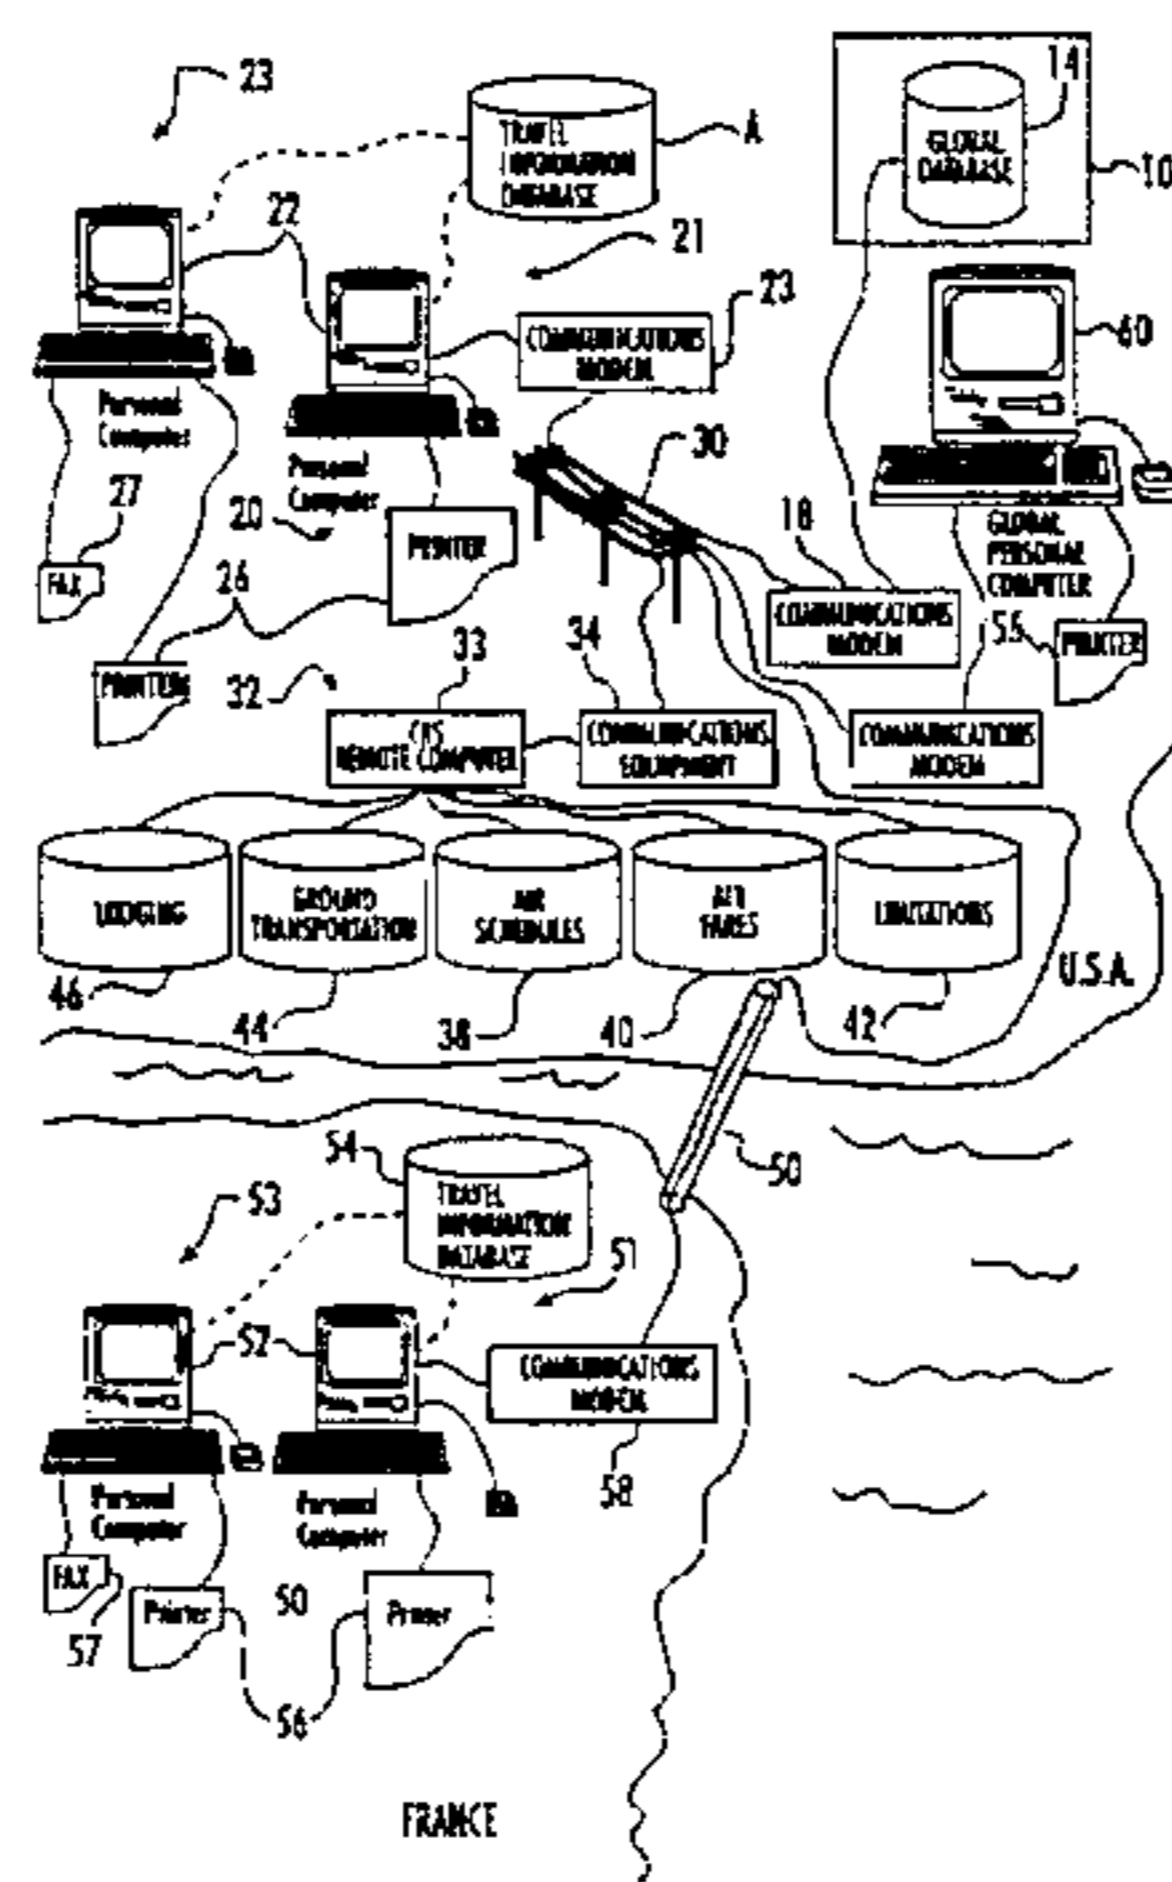 23
TRAVEL
INFORMATION
DATABASE
A
14
GLOBAL
DATABASE
10
22
21
23
COMMUNICATIONS
MODEM
60
Personal
Computer
30
Personal
Computer
27
20
18
GLOBAL
PERSONAL
COMPUTER
FAX
PRINTER
26
COMMUNICATIONS
MODEM
55
PRINTER
34
33
PRINTER
32
CRS
REMOTE COMPUTER
COMMUNICATIONS
EQUIPMENT
COMMUNICATIONS
MODEM
LODGING
GROUND
TRANSPORTATION
AIR
SCHEDULES
AIR
FARES
LIMITATIONS
U.S.A.
46
44
38
40
42
54
50
53
TRAVEL
INFORMATION
DATABASE
51
52
COMMUNICATIONS
MODEM
58
Personal
Computer
Personal
Computer
FAX
57
Printer
50
Printer
56
FRANCE